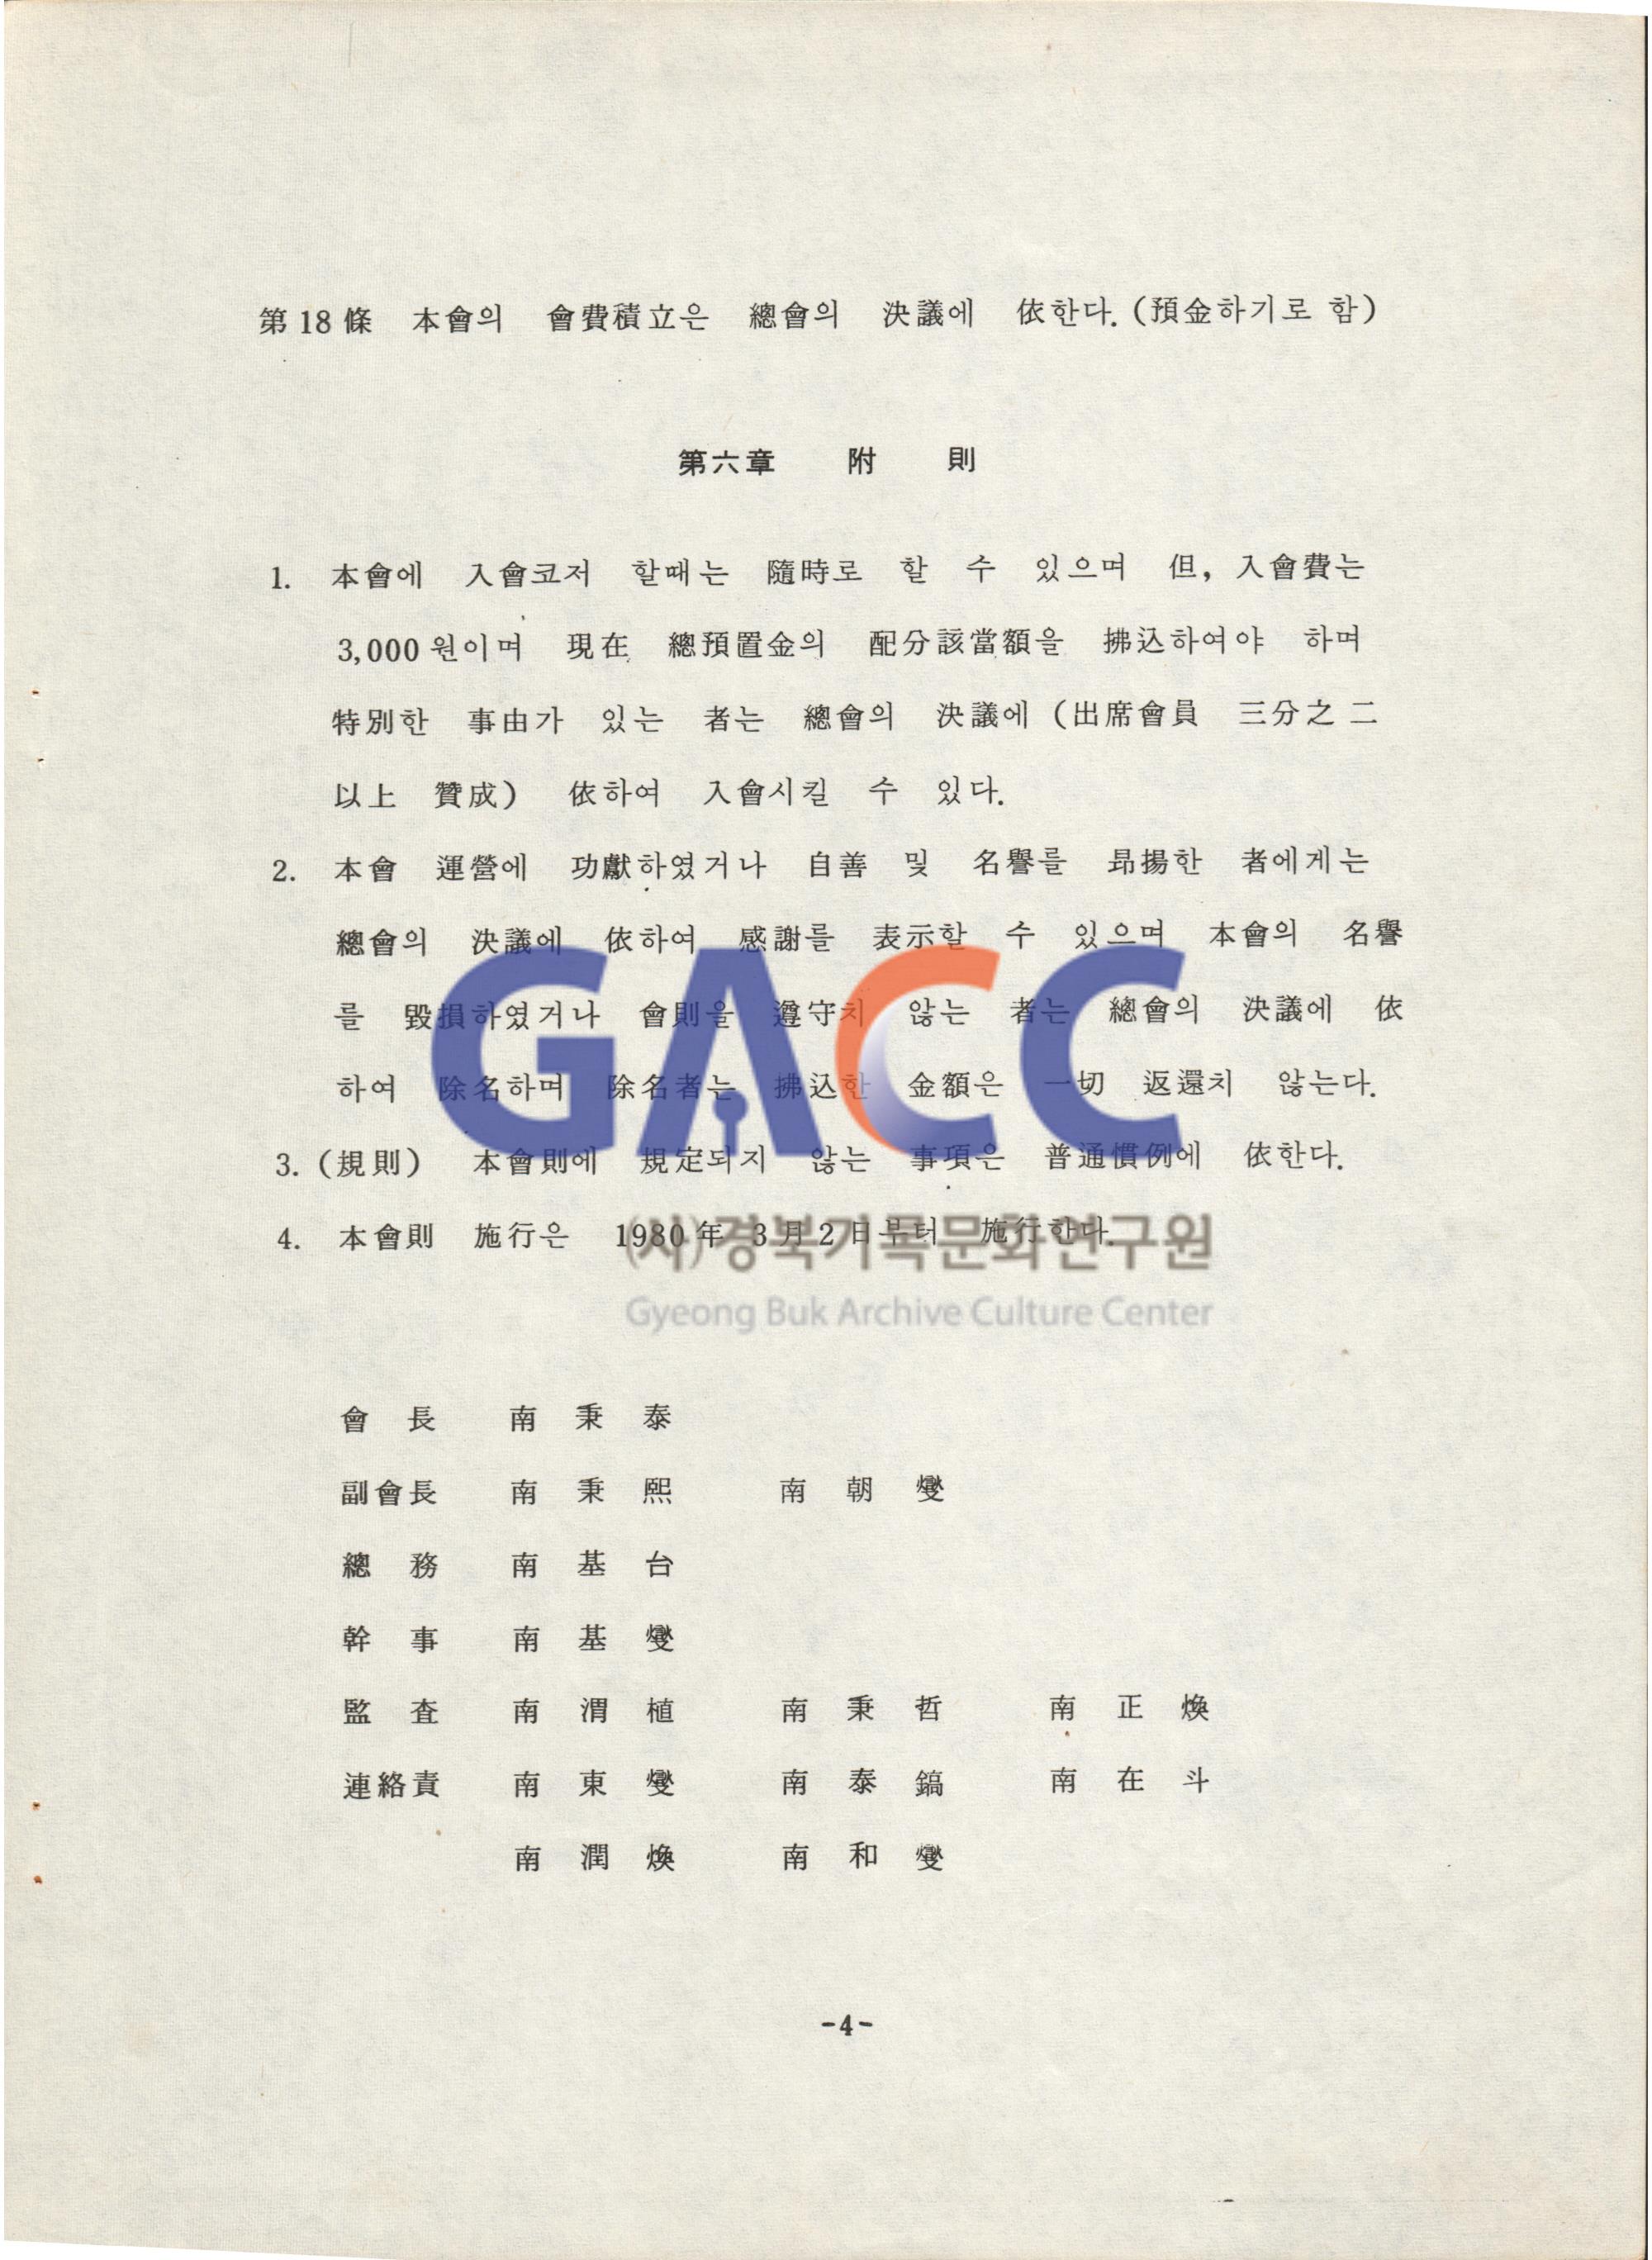 第18條 本會의 會費積立은 總會의 決議에 依한다.(預金하기로 함)
第六章 附 則
1. 本會에 入會코저 할때는 隨時로 할 수 있으며 但, 入會費는
3,000원이며 現在 總預置金의 配分該當額을 拂込하여야 하며
特別한 事由가 있는 者는 總會의 決議에 (出席會員 三分之二
以上 贊成) 依하여 入會시킬 수 있다.
2. 本會 運營에 功獻하였거나 自善 및 名譽를 昻揚한 者에게는
總會의 決議에 依하여 感謝를 表示할 수 있으며 本會의 名譽
를 毀損하였거나 會則을 遵守치 않는 者는 總會의 決議에 依
하여 除名하며 除名者는 拂込한 金額은 一切 返還치 않는다.
GACC
3. (規則) 本會則에 規定되지 않는 事項은 普通慣例에 依한다.
4. 本會則 施行은 1980年 3月2日부터 施行한다.
(사)경북기록문화연구원
Gyeong Buk Archive Culture Center
會 長 南 秉 泰
副會長 南 秉 熙 南 朝 燮
總 務 南 基 台
幹 事 南 基 燮
監 査 南 渭 植 南 秉 哲 南 正 煥
連絡責 南 東 燮 南 泰 鎬 南 在 斗
南 潤 煥 南 和 燮
-4-